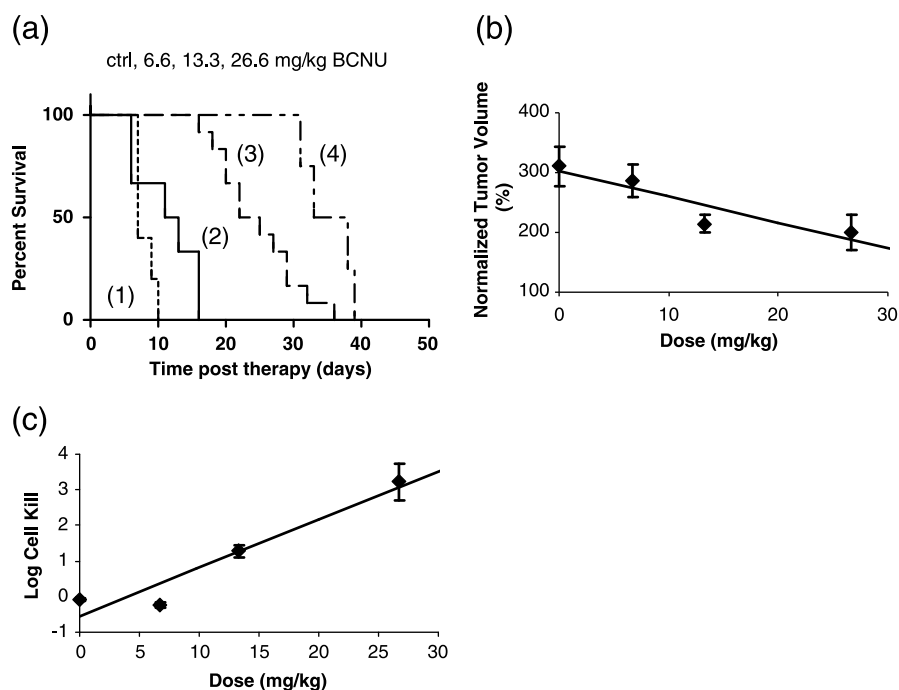 (a)
ctrl, 6.6, 13.3, 26.6 mg/kg BCNU
100
50
0
Percent Survival
(1)
(2)
(3)
(4)
0 10 20 30 40 50
Time post therapy (days)
(b)
400
300
200
100
Normalized Tumor Volume
(%)
0 10 20 30
Dose (mg/kg)
(c)
4
3
2
1
0
-1
Log Cell Kill
0 5 10 15 20 25 30
Dose (mg/kg)